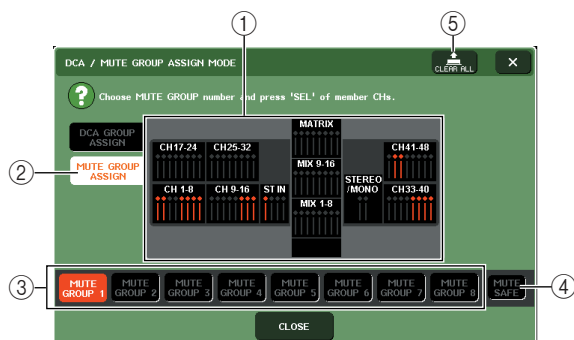 1
5
DCA / MUTE GROUP ASSIGN MODE
CLEAR ALL
×
? Choose MUTE GROUP number and press 'SEL' of member CHs.
DCA GROUP
ASSIGN
2
MUTE GROUP
ASSIGN
MATRIX
CH17-24
CH25-32
CH41-48
MIX 9-16
STEREO
/MONO
CH 1-8
CH 9-16
ST IN
CH33-40
MIX 1-8
3
MUTE
GROUP 1
MUTE
GROUP 2
MUTE
GROUP 3
MUTE
GROUP 4
MUTE
GROUP 5
MUTE
GROUP 6
MUTE
GROUP 7
MUTE
GROUP 8
MUTE
SAFE
4
CLOSE